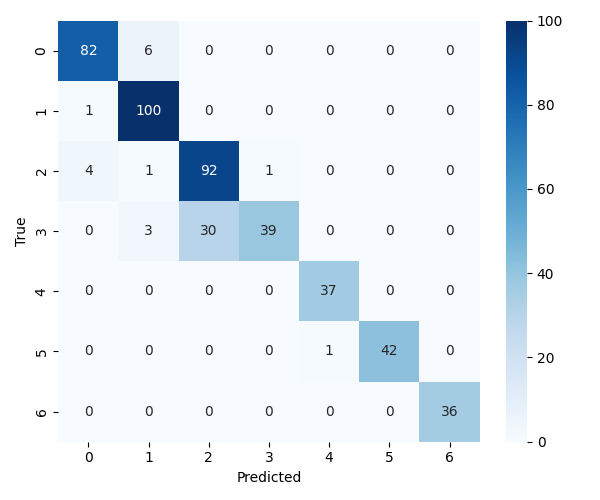 0 82 6 0 0 0 0 0
1 1 100 0 0 0 0 0
2 4 1 92 1 0 0 0
3 0 3 30 39 0 0 0
4 0 0 0 0 37 0 0
5 0 0 0 0 1 42 0
6 0 0 0 0 0 0 36
0 1 2 3 4 5 6
Predicted
True
100
80
60
40
20
0